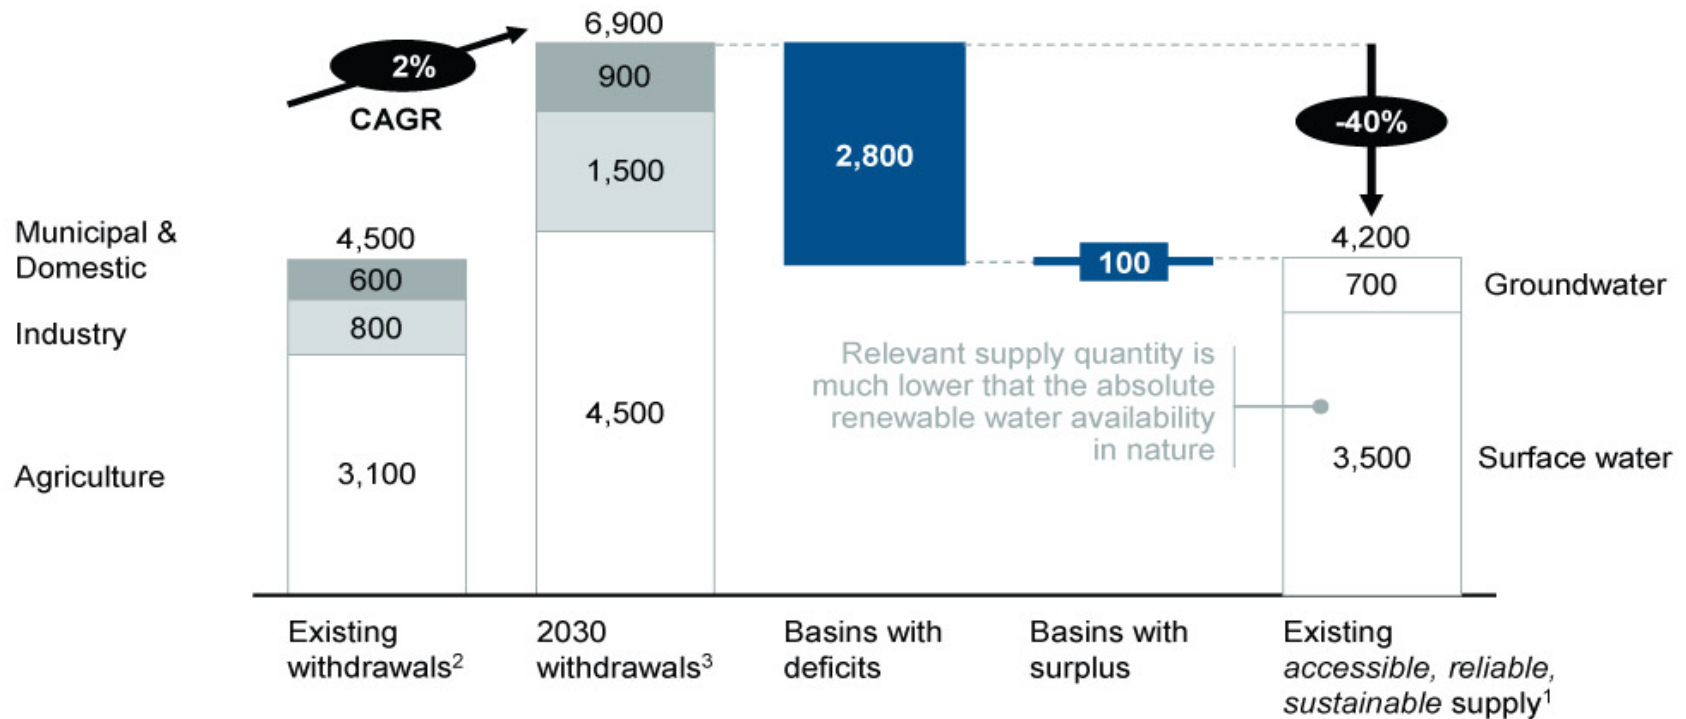 6,900
2%
900
CAGR
-40%
2,800
1,500
Municipal &
Domestic
4,500
4,200
100
600
700
Groundwater
Industry
800
Relevant supply quantity is
much lower that the absolute
renewable water availability
in nature
4,500
3,500
Surface water
Agriculture
3,100
Existing
withdrawals²
2030
withdrawals³
Basins with
deficits
Basins with
surplus
Existing
accessible, reliable,
sustainable supply¹